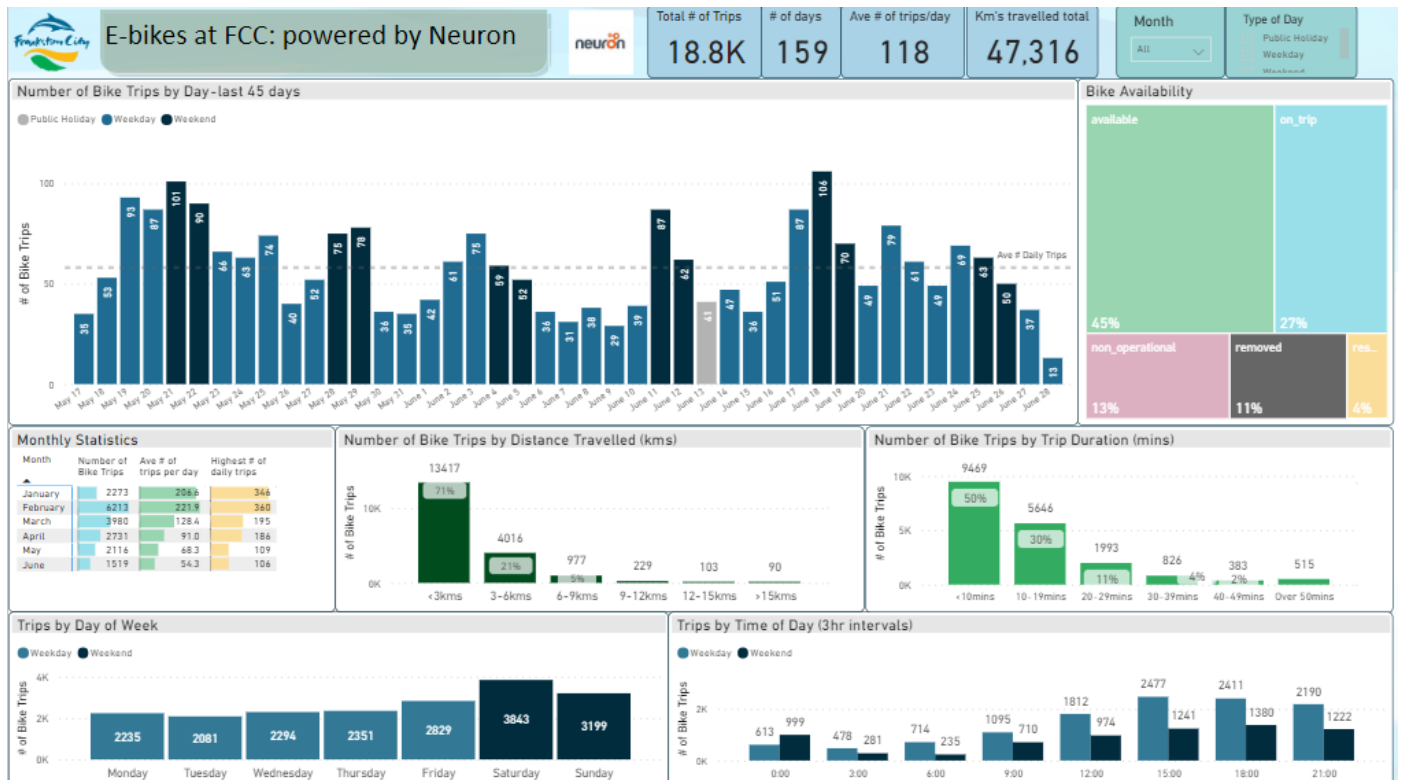 Frankston City
E-bikes at FCC: powered by Neuron
neuron
Total # of Trips
18.8K
# of days
159
Ave # of trips/day
118
Km's travelled total
47,316
Month
All
Type of Day
Public Holiday
Weekday
Weekend
Number of Bike Trips by Day-last 45 days
Public Holiday Weekday Weekend
# of Bike Trips
100
50
0
Ave # Daily Trips
35 53 93 87 101 90 66 63 74 40 52 75 78 36 35 42 61 75 59 52 36 31 38 29 39 87 62 41 47 36 51 87 106 70 49 79 61 49 69 63 50 37 13
May 17 May 18 May 19 May 20 May 21 May 22 May 23 May 24 May 25 May 26 May 27 May 28 May 29 May 30 May 31 June 1 June 2 June 3 June 4 June 5 June 6 June 7 June 8 June 9 June 10 June 11 June 12 June 13 June 14 June 15 June 16 June 17 June 18 June 19 June 20 June 21 June 22 June 23 June 24 June 25 June 26 June 27 June 28
Bike Availability
available
45%
on_trip
27%
non_operational
13%
removed
11%
res...
4%
Monthly Statistics
Month Number of Bike Trips Ave # of trips per day Highest # of daily trips
January 2273 206.6 346
February 6213 221.9 360
March 3980 128.4 195
April 2731 91.0 186
May 2116 68.3 109
June 1519 54.3 106
Number of Bike Trips by Distance Travelled (kms)
# of Bike Trips
10K
0K
13417 4016 977 229 103 90
71% 21% 5%
<3kms 3-6kms 6-9kms 9-12kms 12-15kms >15kms
Number of Bike Trips by Trip Duration (mins)
# of Bike Trips
10K
5K
0K
9469 5646 1993 826 383 515
50% 30% 11% 4% 2%
<10mins 10-19mins 20-29mins 30-39mins 40-49mins Over 50mins
Trips by Day of Week
Weekday Weekend
# of Bike Trips
4K
2K
0K
2235 2081 2294 2351 2829 3843 3199
Monday Tuesday Wednesday Thursday Friday Saturday Sunday
Trips by Time of Day (3hr intervals)
Weekday Weekend
# of Bike Trips
2K
0K
613 999 478 281 714 235 1095 710 1812 974 2477 1241 2411 1380 2190 1222
0:00 3:00 6:00 9:00 12:00 15:00 18:00 21:00